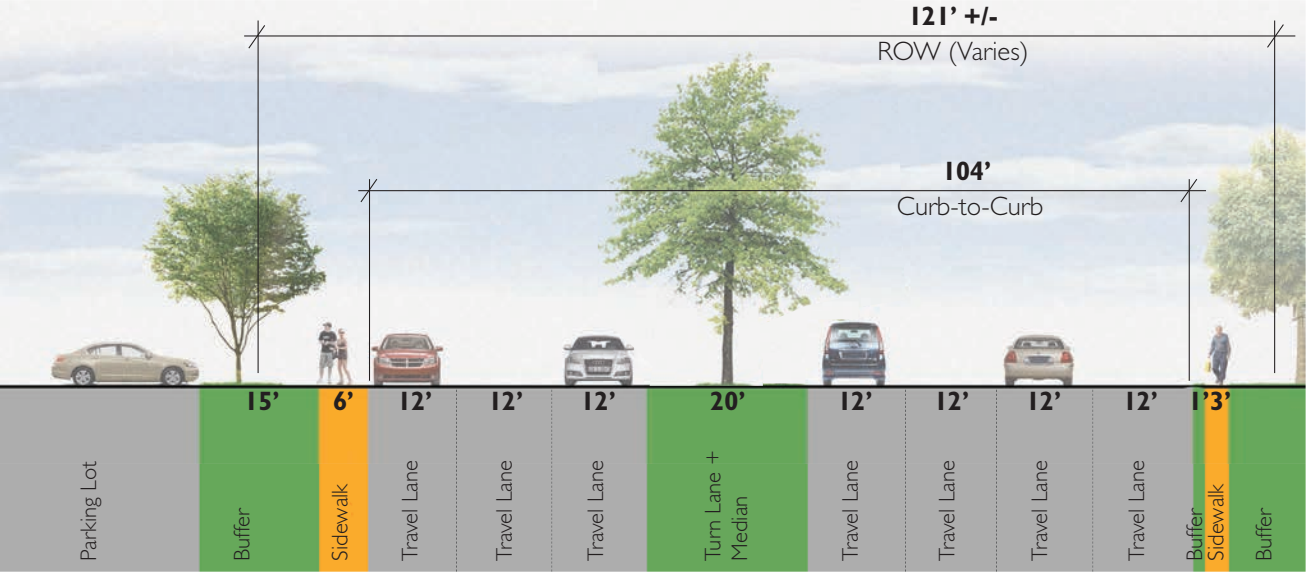 121' +/-
ROW (Varies)
104'
Curb-to-Curb
15'
6'
12'
12'
12'
20'
12'
12'
12'
12'
1'
3'
Parking Lot
Buffer
Sidewalk
Travel Lane
Travel Lane
Travel Lane
Turn Lane +
Median
Travel Lane
Travel Lane
Travel Lane
Travel Lane
Buffer
Sidewalk
Buffer